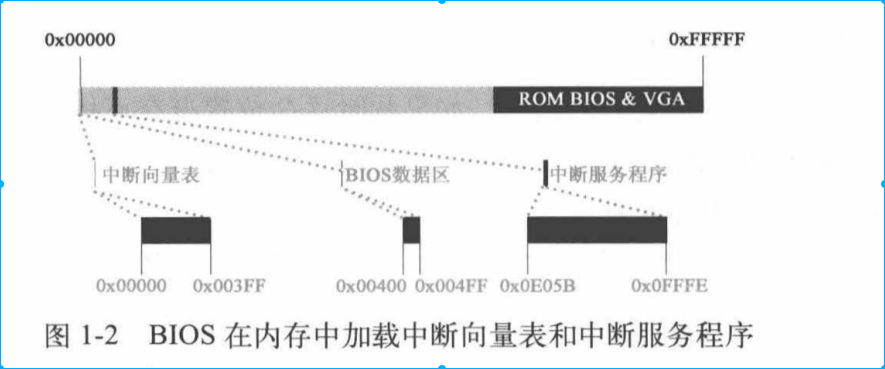 0x00000 0xFFFFF
ROM BIOS & VGA
中断向量表 BIOS数据区 中断服务程序
0x00000 0x003FF 0x00400 0x004FF 0x0E05B 0x0FFFE
图 1-2 BIOS 在内存中加载中断向量表和中断服务程序